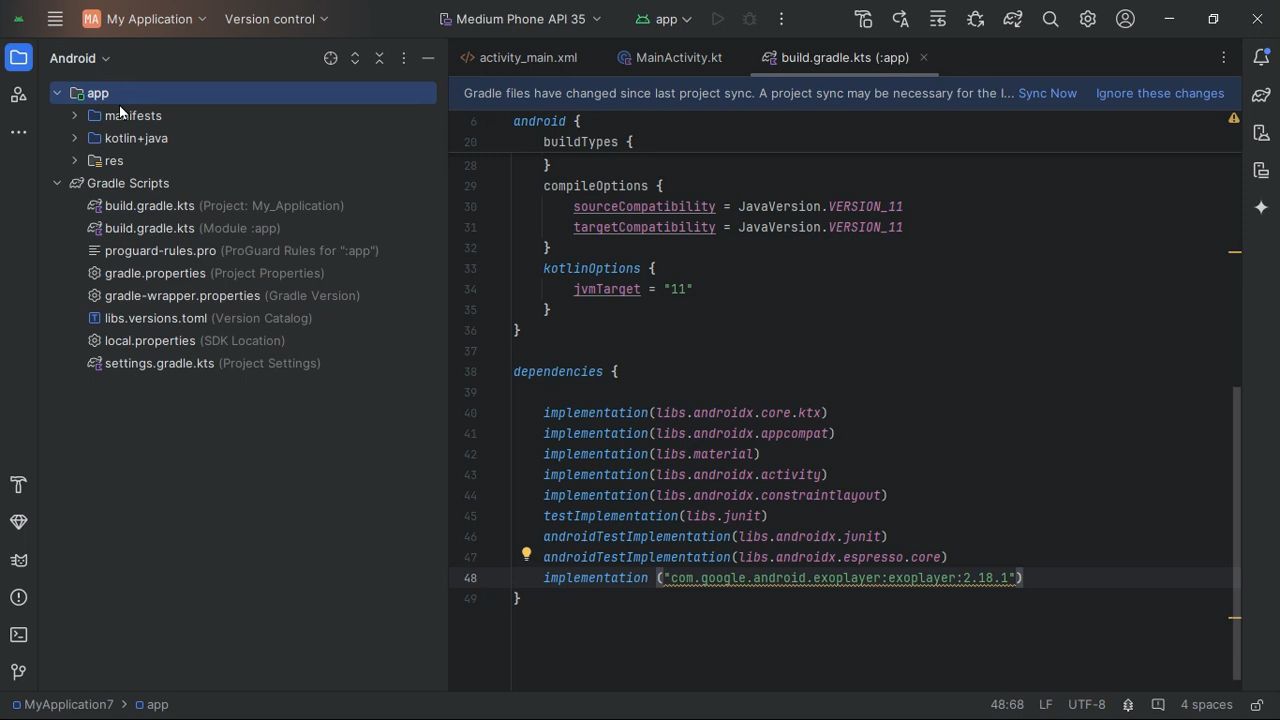 MA My Application Version control Medium Phone API 35 app
Android
app
manifests
kotlin+java
res
Gradle Scripts
build.gradle.kts (Project: My_Application)
build.gradle.kts (Module :app)
proguard-rules.pro (ProGuard Rules for ":app")
gradle.properties (Project Properties)
gradle-wrapper.properties (Gradle Version)
libs.versions.toml (Version Catalog)
local.properties (SDK Location)
settings.gradle.kts (Project Settings)
activity_main.xml MainActivity.kt build.gradle.kts (:app)
Gradle files have changed since last project sync. A project sync may be necessary for the I... Sync Now Ignore these changes
6 android {
20 buildTypes {
28 }
29 compileOptions {
30 sourceCompatibility = JavaVersion.VERSION_11
31 targetCompatibility = JavaVersion.VERSION_11
32 }
33 kotlinOptions {
34 jvmTarget = "11"
35 }
36 }
37
38 dependencies {
39
40 implementation(libs.androidx.core.ktx)
41 implementation(libs.androidx.appcompat)
42 implementation(libs.material)
43 implementation(libs.androidx.activity)
44 implementation(libs.androidx.constraintlayout)
45 testImplementation(libs.junit)
46 androidTestImplementation(libs.androidx.junit)
47 androidTestImplementation(libs.androidx.espresso.core)
48 implementation ("com.google.android.exoplayer:exoplayer:2.18.1")
49 }
MyApplication7 > app 48:68 LF UTF-8 4 spaces